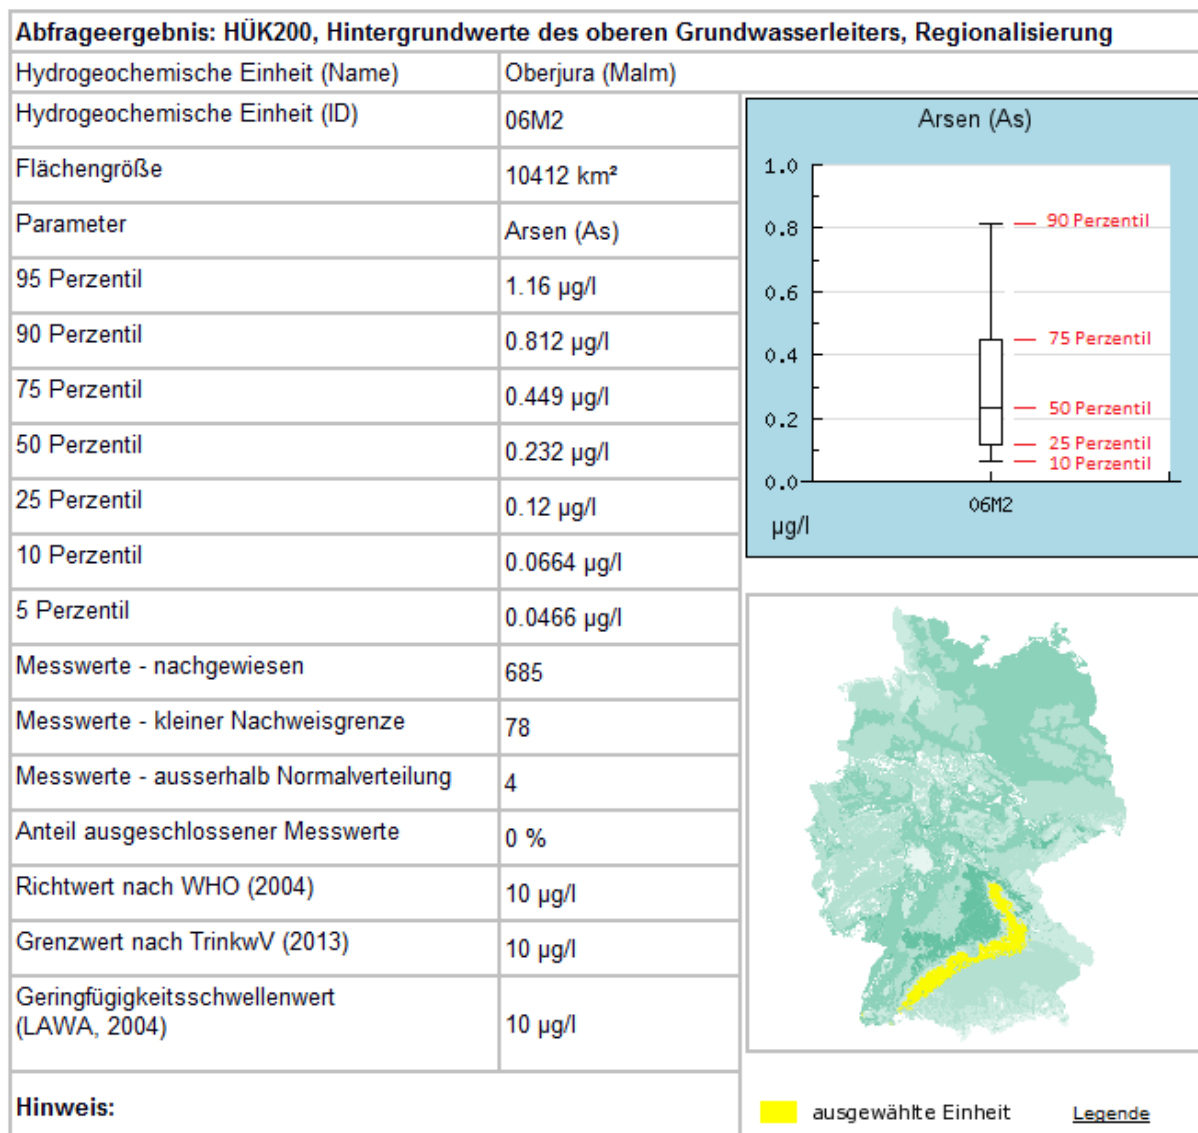 Abfrageergebnis: HÜK200, Hintergrundwerte des oberen Grundwasserleiters, Regionalisierung
Hydrogeochemische Einheit (Name) Oberjura (Malm)
Hydrogeochemische Einheit (ID) 06M2
Flächengröße 10412 km²
Parameter Arsen (As)
95 Perzentil 1.16 µg/l
90 Perzentil 0.812 µg/l
75 Perzentil 0.449 µg/l
50 Perzentil 0.232 µg/l
25 Perzentil 0.12 µg/l
10 Perzentil 0.0664 µg/l
5 Perzentil 0.0466 µg/l
Messwerte - nachgewiesen 685
Messwerte - kleiner Nachweisgrenze 78
Messwerte - ausserhalb Normalverteilung 4
Anteil ausgeschlossener Messwerte 0 %
Richtwert nach WHO (2004) 10 µg/l
Grenzwert nach TrinkwV (2013) 10 µg/l
Geringfügigkeitsschwellenwert
(LAWA, 2004) 10 µg/l
Hinweis:
Arsen (As)
1.0
0.8 90 Perzentil
0.6
0.4 75 Perzentil
50 Perzentil
0.2
25 Perzentil
10 Perzentil
0.0
06M2
µg/l
ausgewählte Einheit Legende